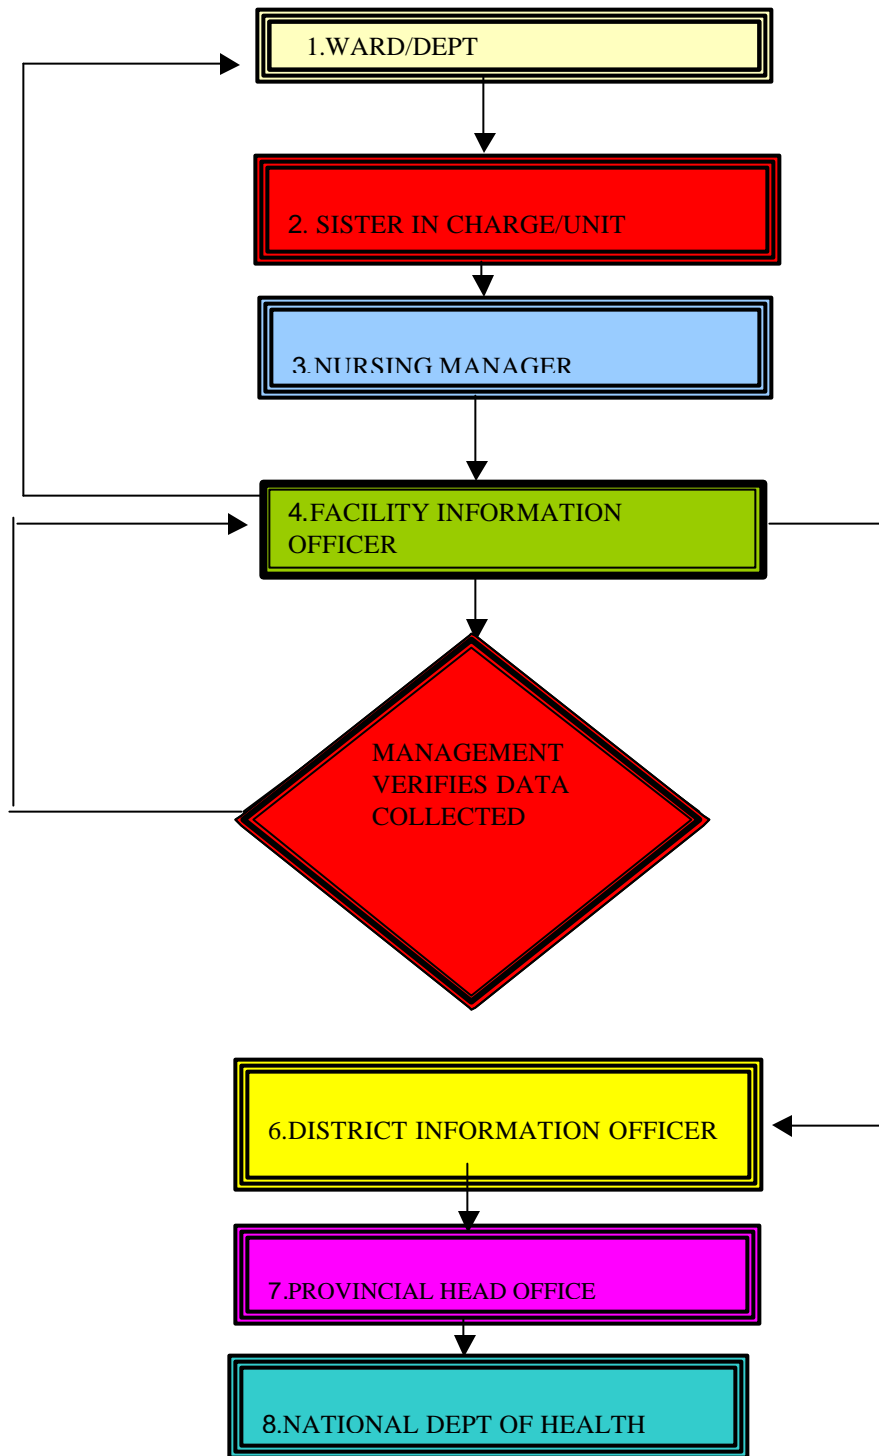 1.WARD/DEPT
2. SISTER IN CHARGE/UNIT
3.NURSING MANAGER
4.FACILITY INFORMATION
OFFICER
MANAGEMENT
VERIFIES DATA
COLLECTED
6.DISTRICT INFORMATION OFFICER
7.PROVINCIAL HEAD OFFICE
8.NATIONAL DEPT OF HEALTH